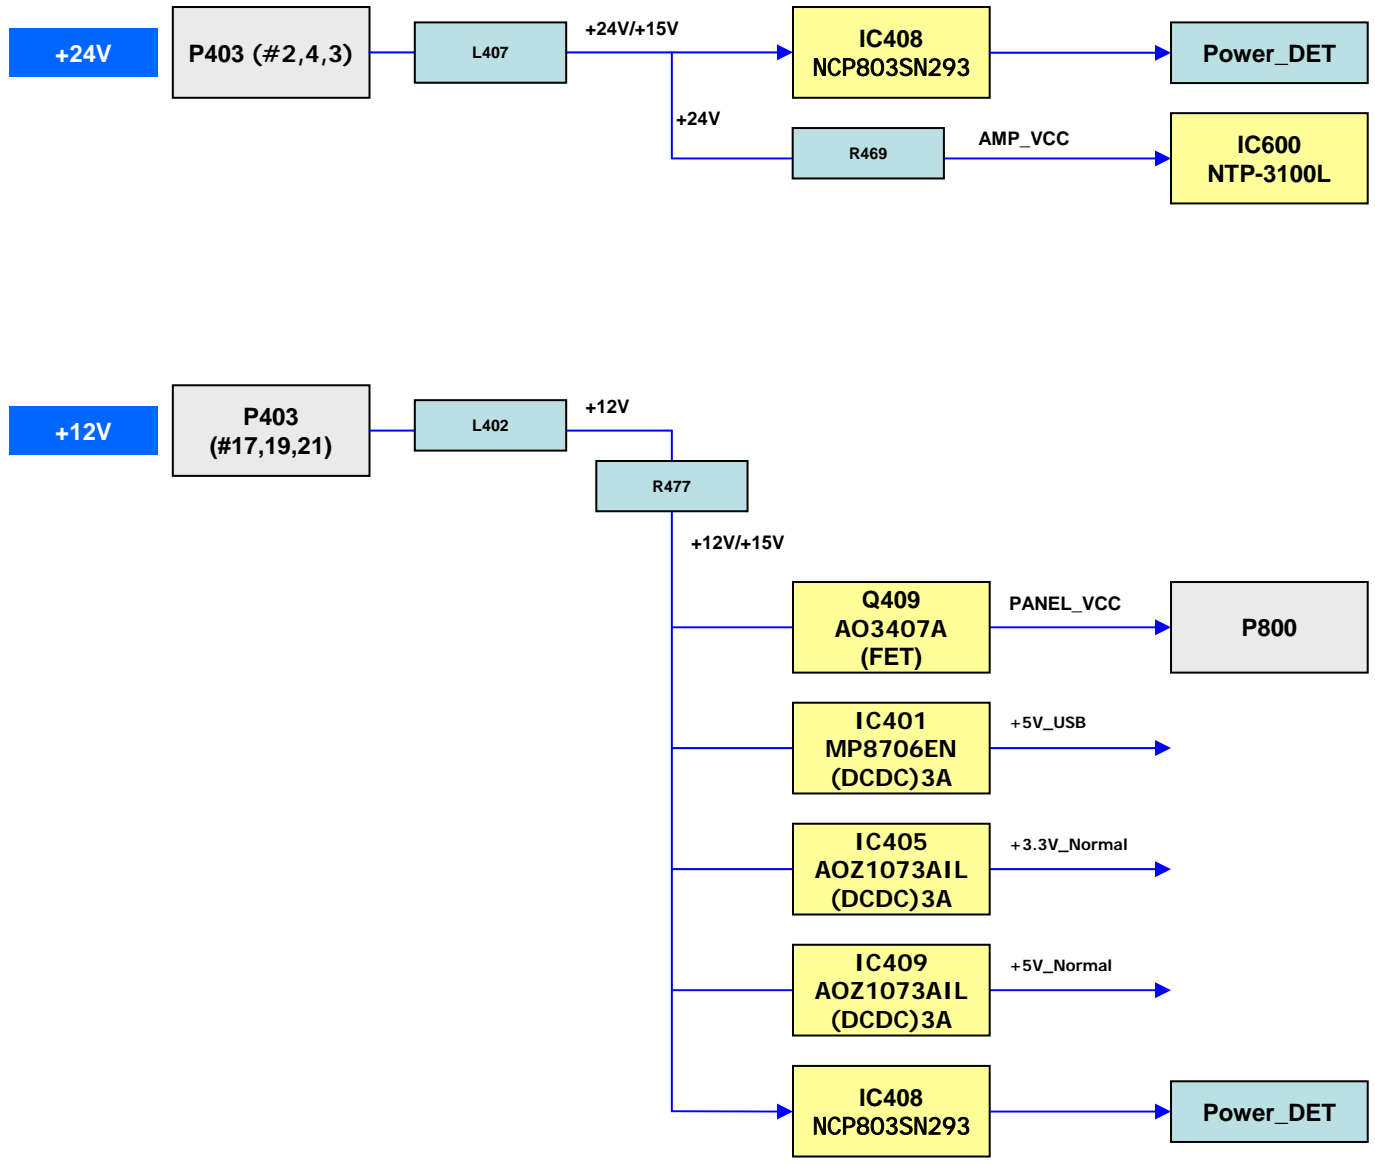 +24V
P403 (#2,4,3)
L407
+24V/+15V
IC408
NCP803SN293
Power_DET
+24V
R469
AMP_VCC
IC600
NTP-3100L
+12V
P403
(#17,19,21)
L402
+12V
R477
+12V/+15V
Q409
AO3407A
(FET)
PANEL_VCC
P800
IC401
MP8706EN
(DCDC)3A
+5V_USB
IC405
AOZ1073AIL
(DCDC)3A
+3.3V_Normal
IC409
AOZ1073AIL
(DCDC)3A
+5V_Normal
IC408
NCP803SN293
Power_DET